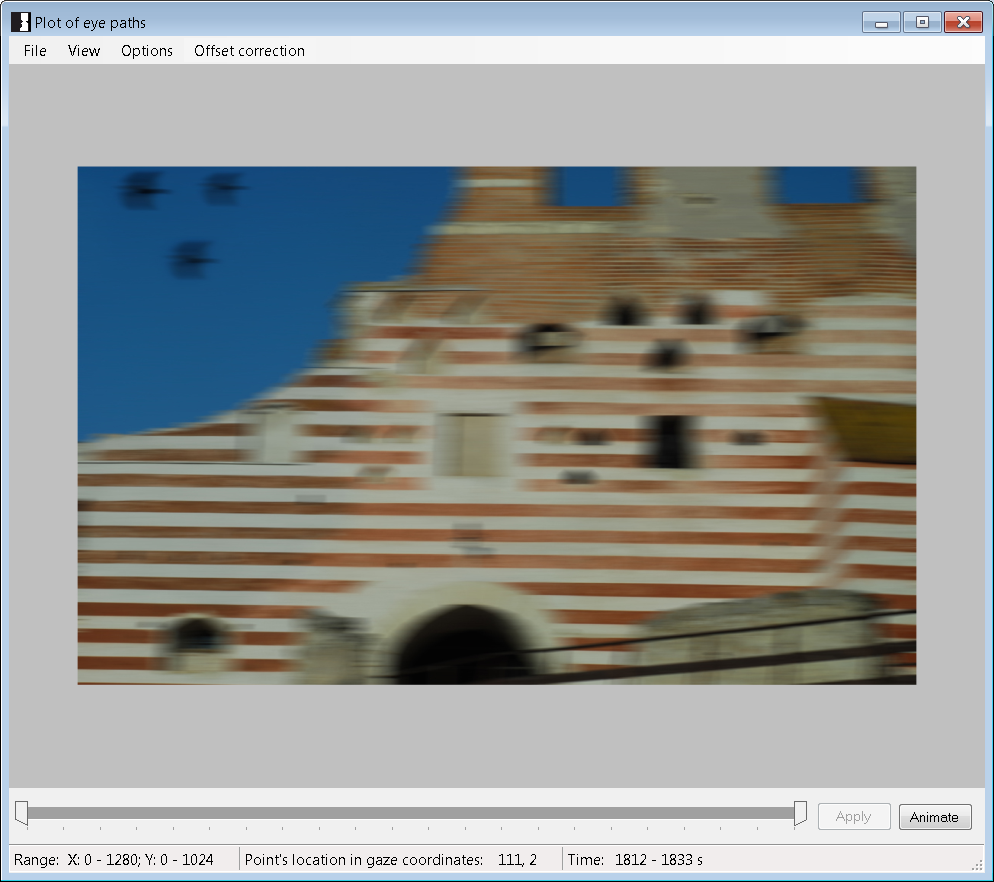 Plot of eye paths
File View Options Offset correction
Apply Animate
Range: X: 0 - 1280; Y: 0 - 1024 Point's location in gaze coordinates: 111, 2 Time: 1812 - 1833 s